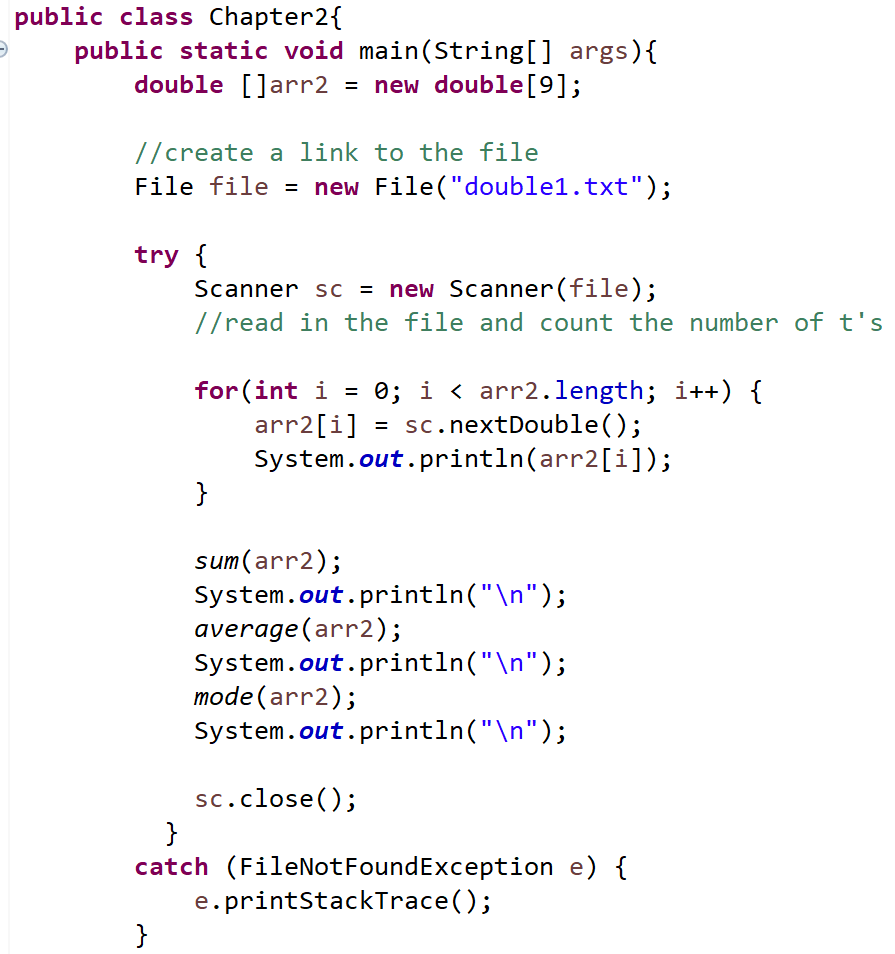 public class Chapter2{
    public static void main(String[] args){
        double []arr2 = new double[9];

        //create a link to the file
        File file = new File("double1.txt");

        try {
            Scanner sc = new Scanner(file);
            //read in the file and count the number of t's

            for(int i = 0; i < arr2.length; i++) {
                arr2[i] = sc.nextDouble();
                System.out.println(arr2[i]);
            }

            sum(arr2);
            System.out.println("\n");
            average(arr2);
            System.out.println("\n");
            mode(arr2);
            System.out.println("\n");

            sc.close();
          }
        catch (FileNotFoundException e) {
            e.printStackTrace();
        }